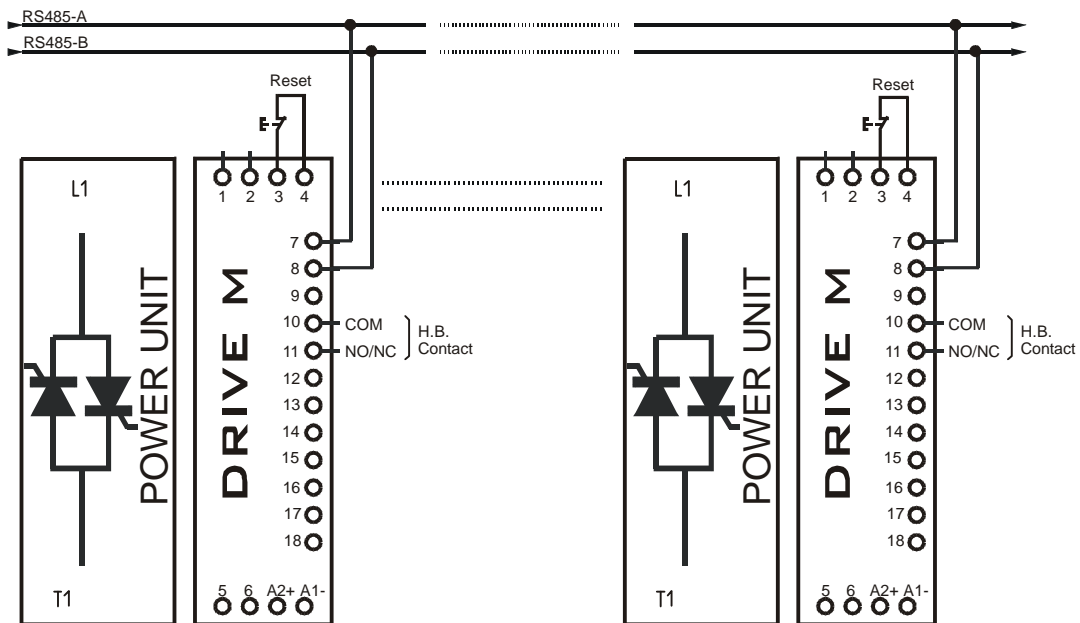 RS485-A
RS485-B
Reset
Reset
L1
1 2 3 4
L1
1 2 3 4
7
8
9
10 COM
11 NO/NC
H.B.
Contact
12
13
14
15
16
17
18
POWER UNIT
DRIVE M
T1
5 6 A2+ A1-
7
8
9
10 COM
11 NO/NC
H.B.
Contact
12
13
14
15
16
17
18
POWER UNIT
DRIVE M
T1
5 6 A2+ A1-